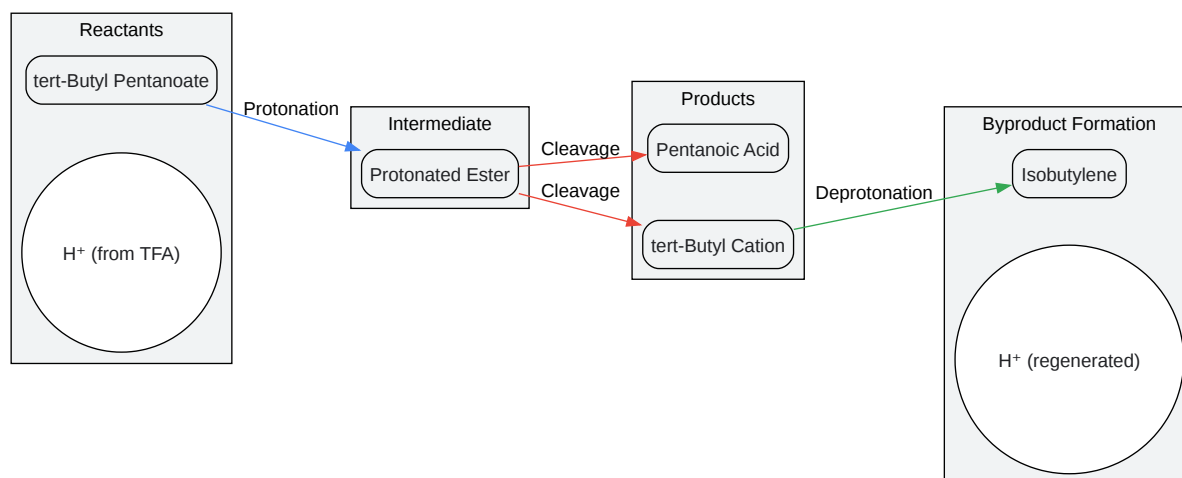 Reactants
tert-Butyl Pentanoate
H⁺ (from TFA)
Protonation
Intermediate
Protonated Ester
Cleavage
Cleavage
Products
Pentanoic Acid
tert-Butyl Cation
Deprotonation
Byproduct Formation
Isobutylene
H⁺ (regenerated)